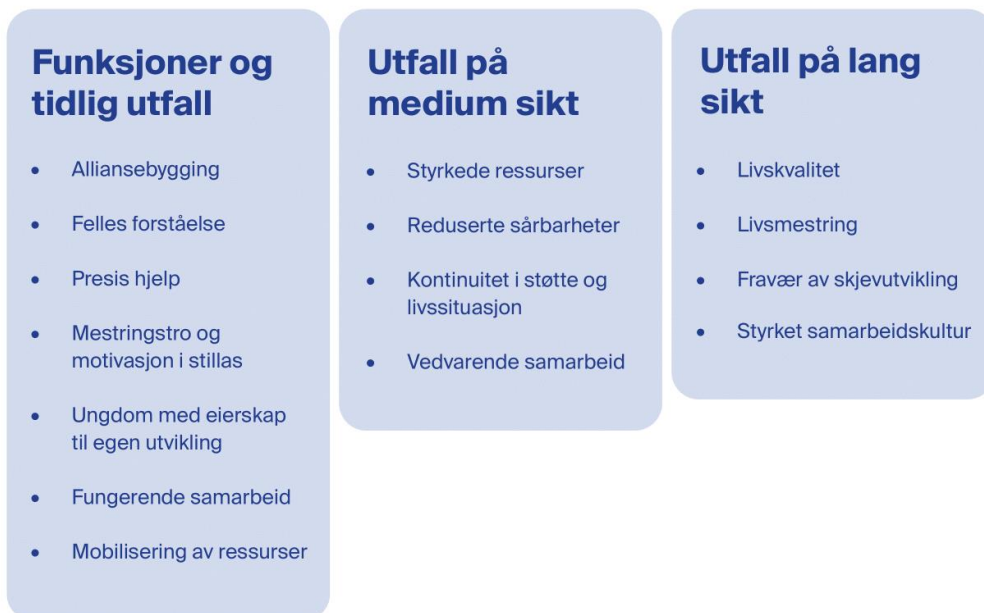 Funksjoner og
tidlig utfall
• Alliansebygging
• Felles forståelse
• Presis hjelp
• Mestringstro og
motivasjon i stillas
• Ungdom med eierskap
til egen utvikling
• Fungerende samarbeid
• Mobilisering av ressurser
Utfall på
medium sikt
• Styrkede ressurser
• Reduserte sårbarheter
• Kontinuitet i støtte og
livssituasjon
• Vedvarende samarbeid
Utfall på lang
sikt
• Livskvalitet
• Livsmestring
• Fravær av skjevutvikling
• Styrket samarbeidskultur